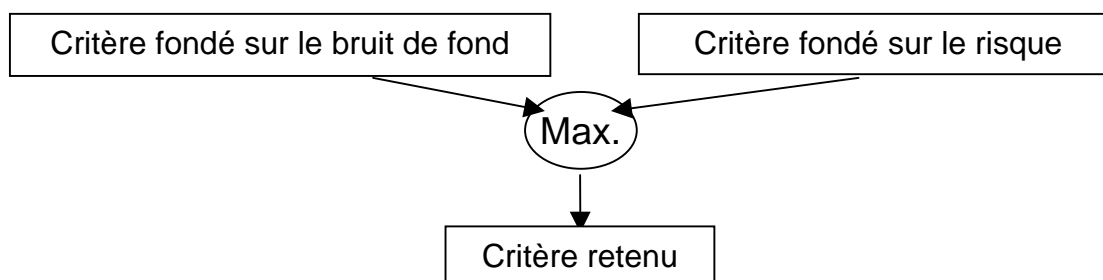 Critère fondé sur le bruit de fond
Critère fondé sur le risque
Max.
Critère retenu